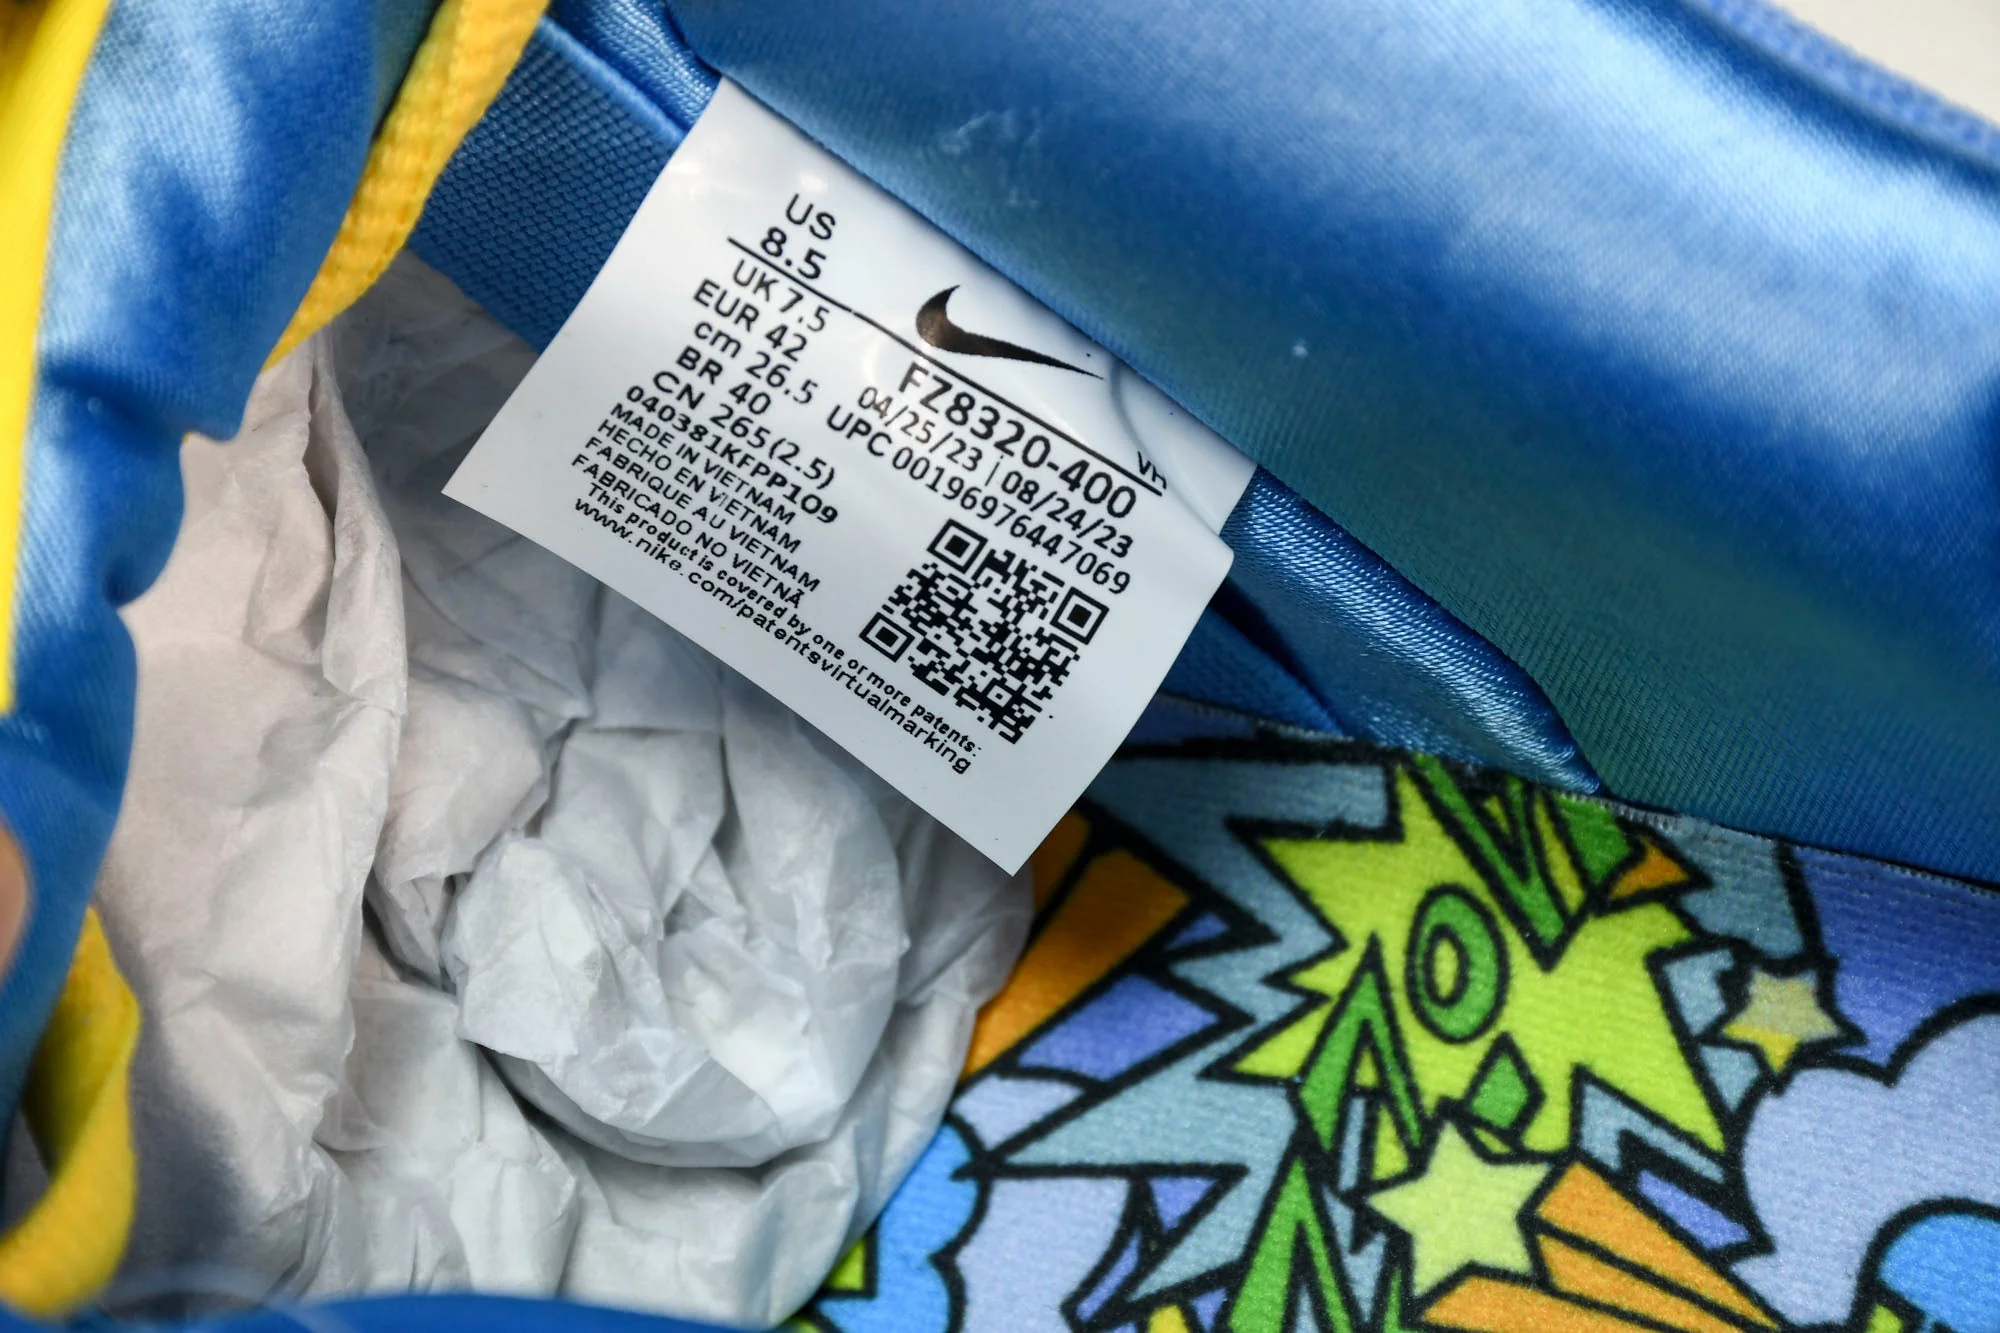 US
8.5
UK 7.5
EUR 42
cm 26.5
BR 40
CN 265(2.5)
040381KFPP109
MADE IN VIETNAM
HECHO EN VIETNAM
FABRIQUE AU VIETNAM
FABRICADO NO VIETNÃ
This product is covered by one or more patents:
www.nike.com/patentsvirtualmarking
VH
FZ8320-400
04/25/23 | 08/24/23
UPC 00196976447069